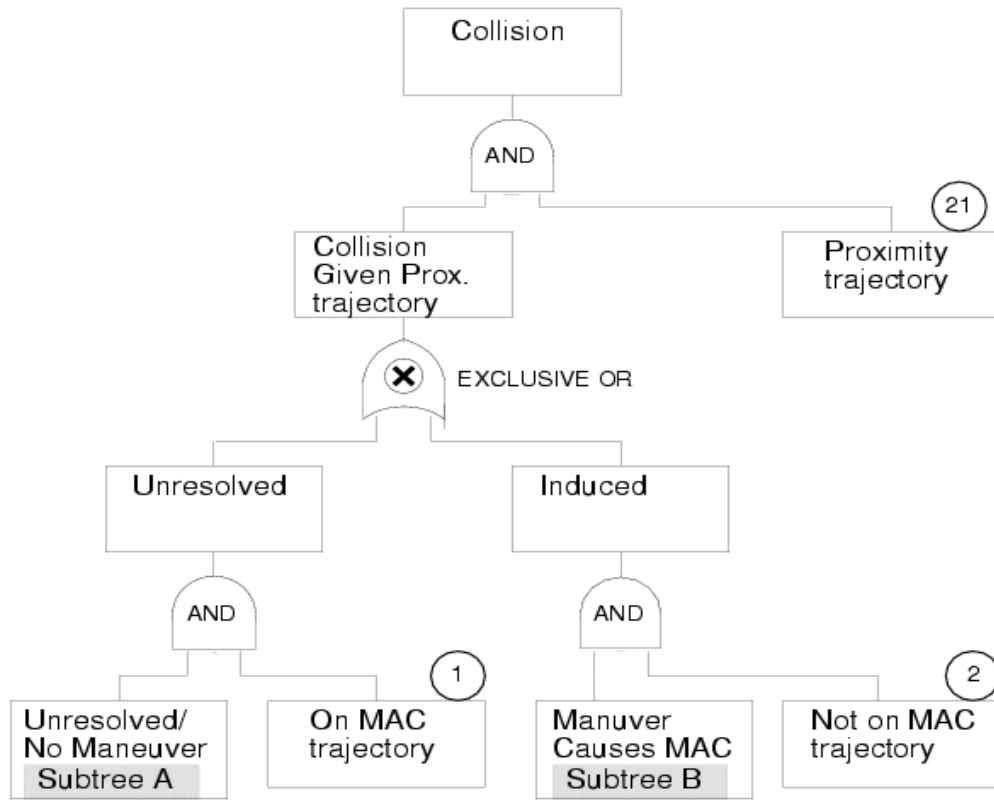 Collision
AND
21
Collision
Given Prox.
trajectory
Proximity
trajectory
EXCLUSIVE OR
Unresolved
Induced
AND
AND
1
2
Unresolved/
No Maneuver
Subtree A
On MAC
trajectory
Manuver
Causes MAC
Subtree B
Not on MAC
trajectory